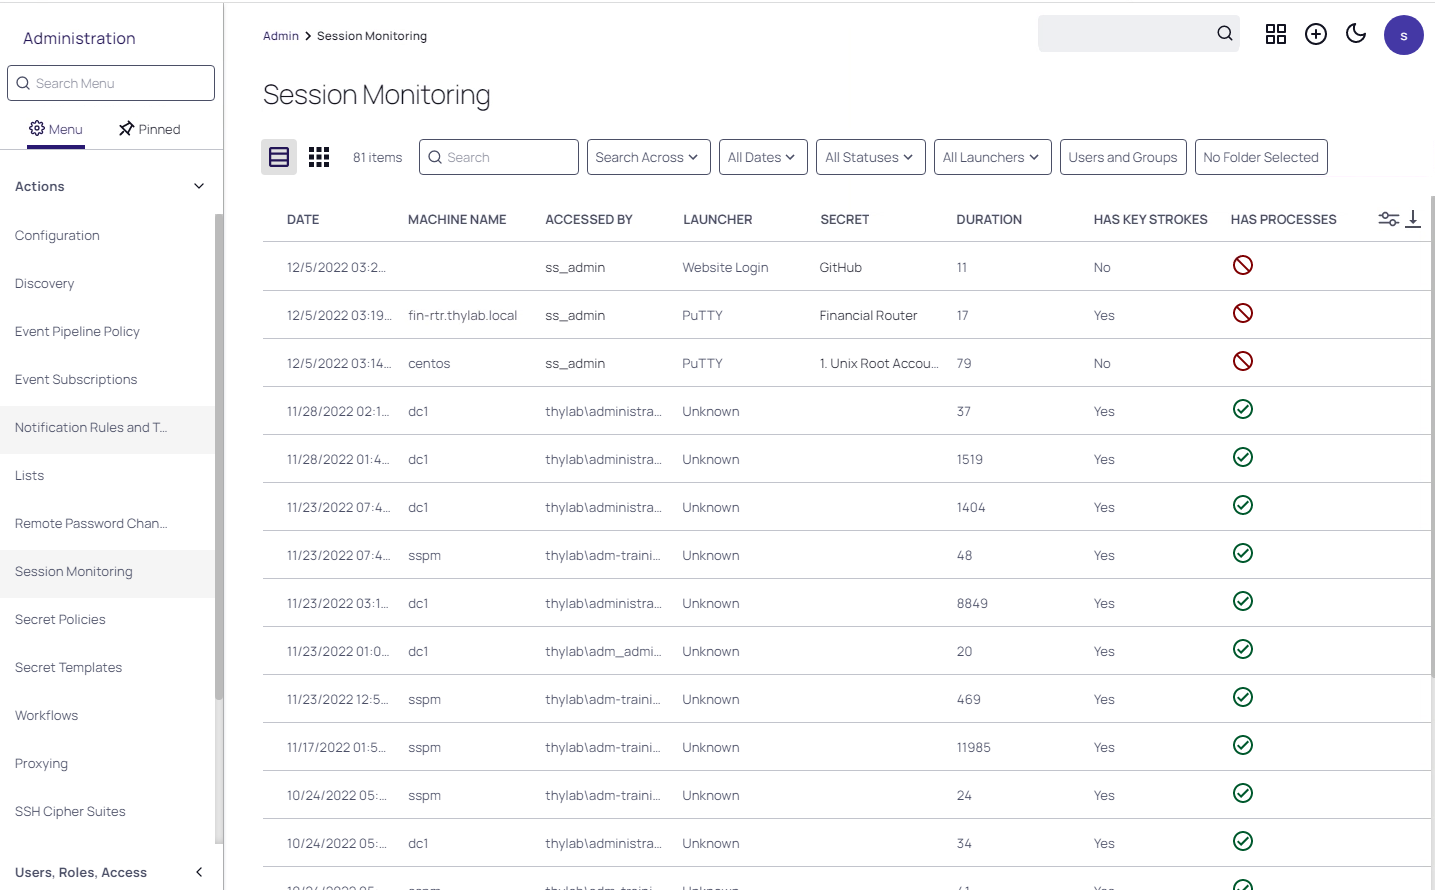 Administration
Search Menu
Menu
Pinned
Actions
Configuration
Discovery
Event Pipeline Policy
Event Subscriptions
Notification Rules and T...
Lists
Remote Password Chan...
Session Monitoring
Secret Policies
Secret Templates
Workflows
Proxying
SSH Cipher Suites
Users, Roles, Access
Admin > Session Monitoring
s
Session Monitoring
81 items Search Search Across All Dates All Statuses All Launchers Users and Groups No Folder Selected
DATE MACHINE NAME ACCESSED BY LAUNCHER SECRET DURATION HAS KEY STROKES HAS PROCESSES
12/5/2022 03:2... ss_admin Website Login GitHub 11 No
12/5/2022 03:19... fin-rtr.thylab.local ss_admin PuTTY Financial Router 17 Yes
12/5/2022 03:14... centos ss_admin PuTTY 1. Unix Root Accou... 79 No
11/28/2022 02:1... dc1 thylab\administra... Unknown 37 Yes
11/28/2022 01:4... dc1 thylab\administra... Unknown 1519 Yes
11/23/2022 07:4... dc1 thylab\administra... Unknown 1404 Yes
11/23/2022 07:4... sspm thylab\adm-traini... Unknown 48 Yes
11/23/2022 03:1... dc1 thylab\administra... Unknown 8849 Yes
11/23/2022 01:0... dc1 thylab\adm_admi... Unknown 20 Yes
11/23/2022 12:5... sspm thylab\adm-traini... Unknown 469 Yes
11/17/2022 01:5... sspm thylab\adm-traini... Unknown 11985 Yes
10/24/2022 05:... sspm thylab\adm-traini... Unknown 24 Yes
10/24/2022 05:... dc1 thylab\administra... Unknown 34 Yes